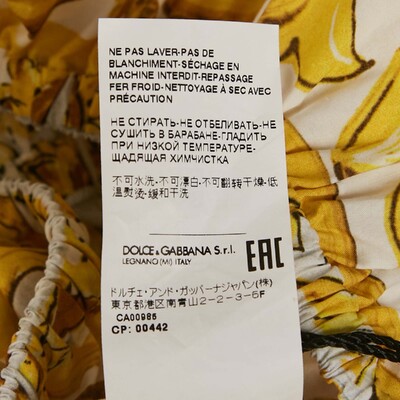 NE PAS LAVER-PAS DE
BLANCHIMENT-SÉCHAGE EN
MACHINE INTERDIT-REPASSAGE
FER FROID-NETTOYAGE À SEC AVEC
PRÉCAUTION
НЕ СТИРАТЬ-НЕ ОТБЕЛИВАТЬ-НЕ
СУШИТЬ В БАРАБАНЕ-ГЛАДИТЬ
ПРИ НИЗКОЙ ТЕМПЕРАТУРЕ-
ЩАДЯЩАЯ ХИМЧИСТКА
不可水洗-不可漂白-不可翻转干燥-低
溫熨烫-緩和干洗
DOLCE & GABBANA S.r.l.
LEGNANO (MI) ITALY
EAC
ドルチェ・アンド・ガッバーナジャパン(株)
東京都港区南青山2-2-3-5F
CA00985
CP: 00442